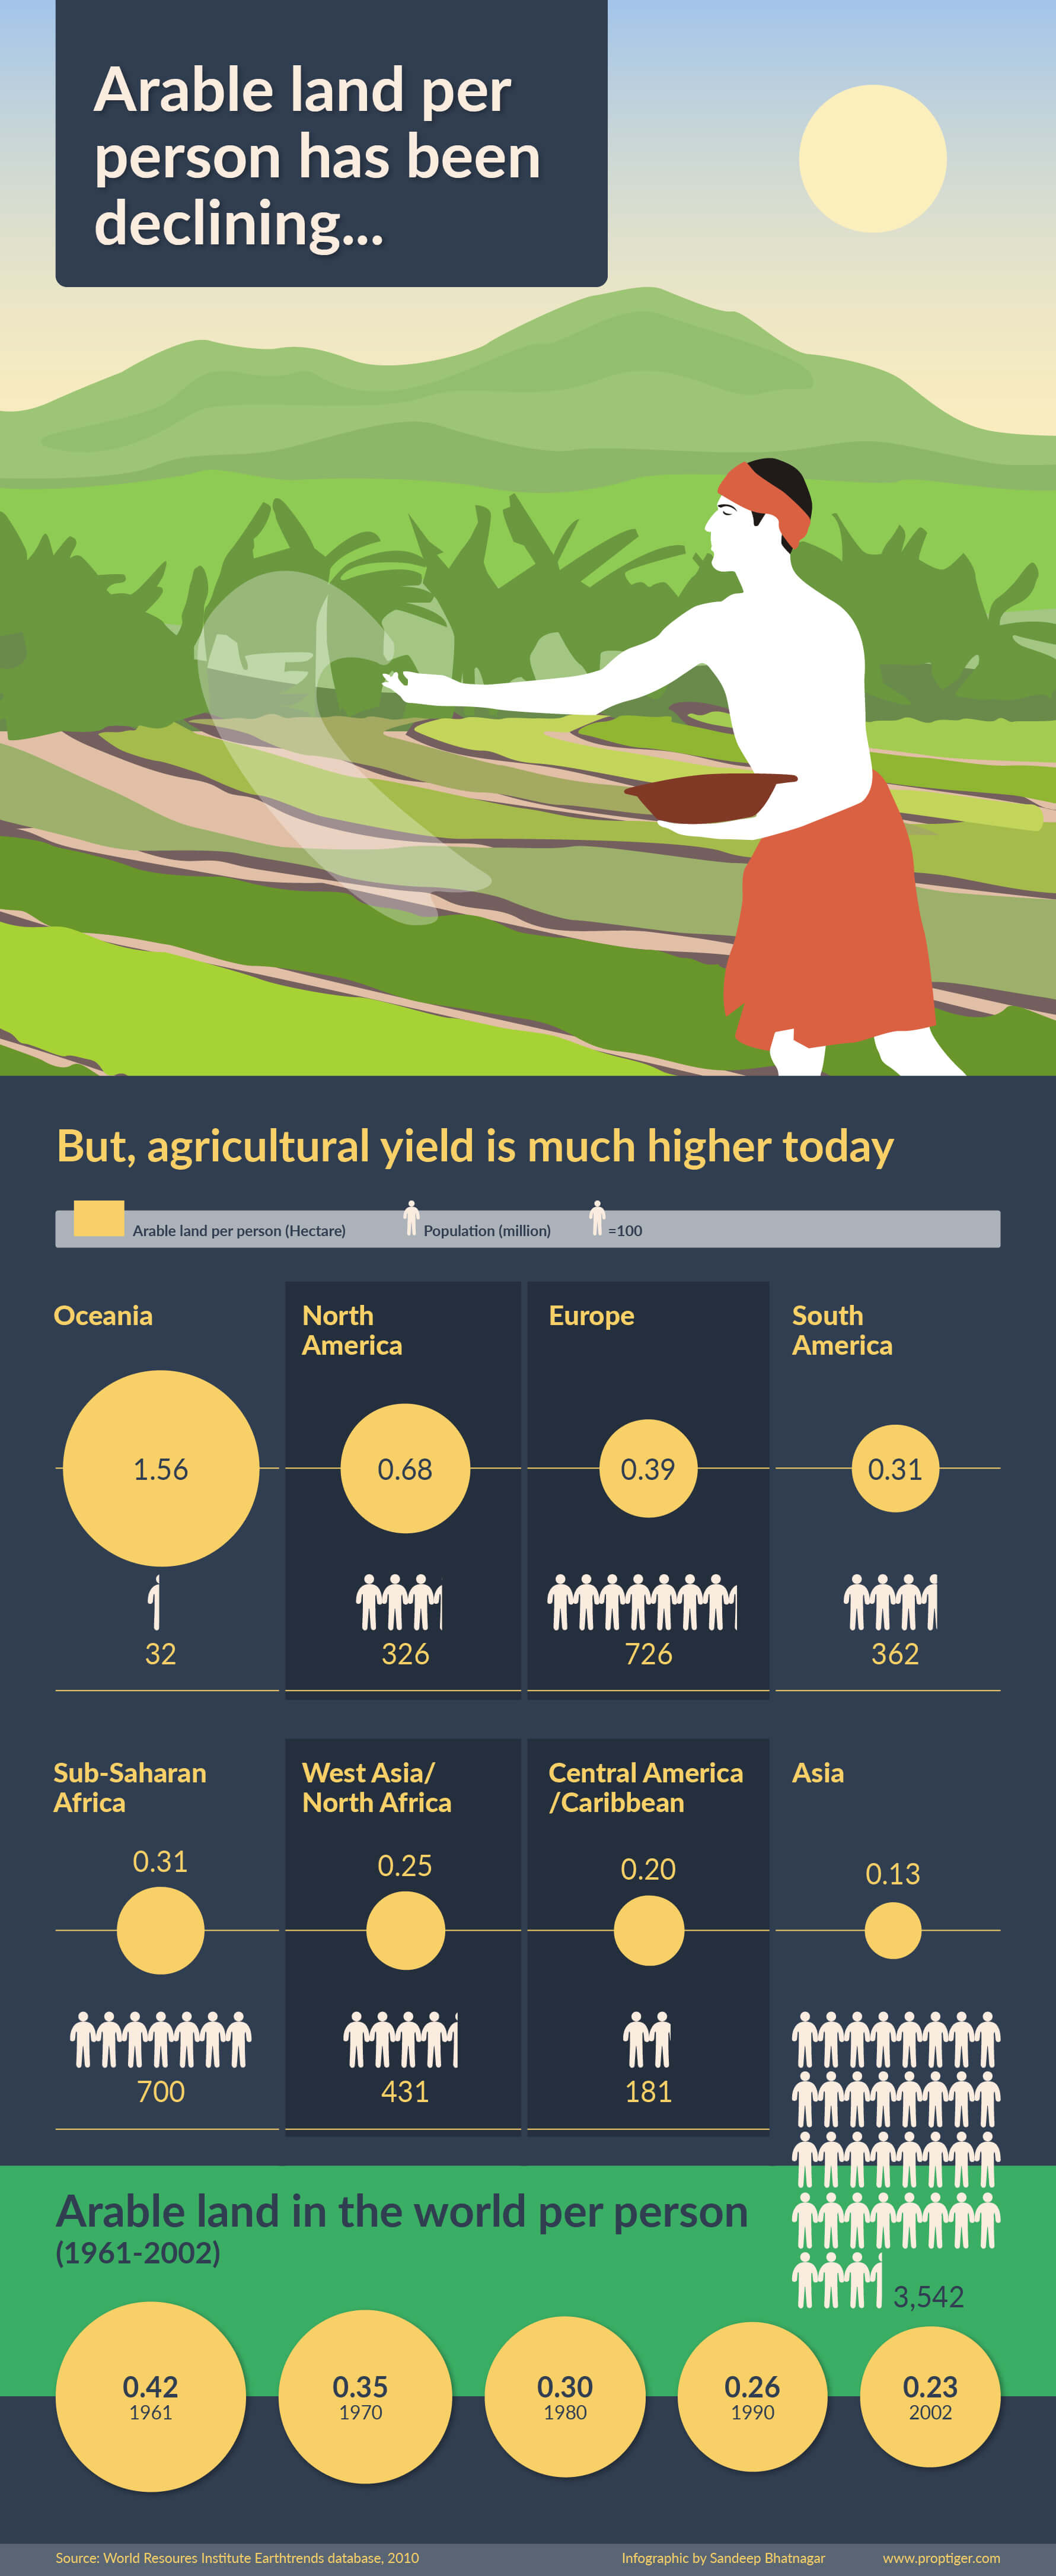 Arable land per
person has been
declining...
But, agricultural yield is much higher today
Arable land per person (Hectare)
Population (million)
=100
Oceania
1.56
32
North
America
0.68
326
Europe
0.39
726
South
America
0.31
362
Sub-Saharan
Africa
0.31
700
West Asia/
North Africa
0.25
431
Central America
/Caribbean
0.20
181
Asia
0.13
3,542
Arable land in the world per person
(1961-2002)
0.42
1961
0.35
1970
0.30
1980
0.26
1990
0.23
2002
Source: World Resoures Institute Earthtrends database, 2010
Infographic by Sandeep Bhatnagar
www.proptiger.com